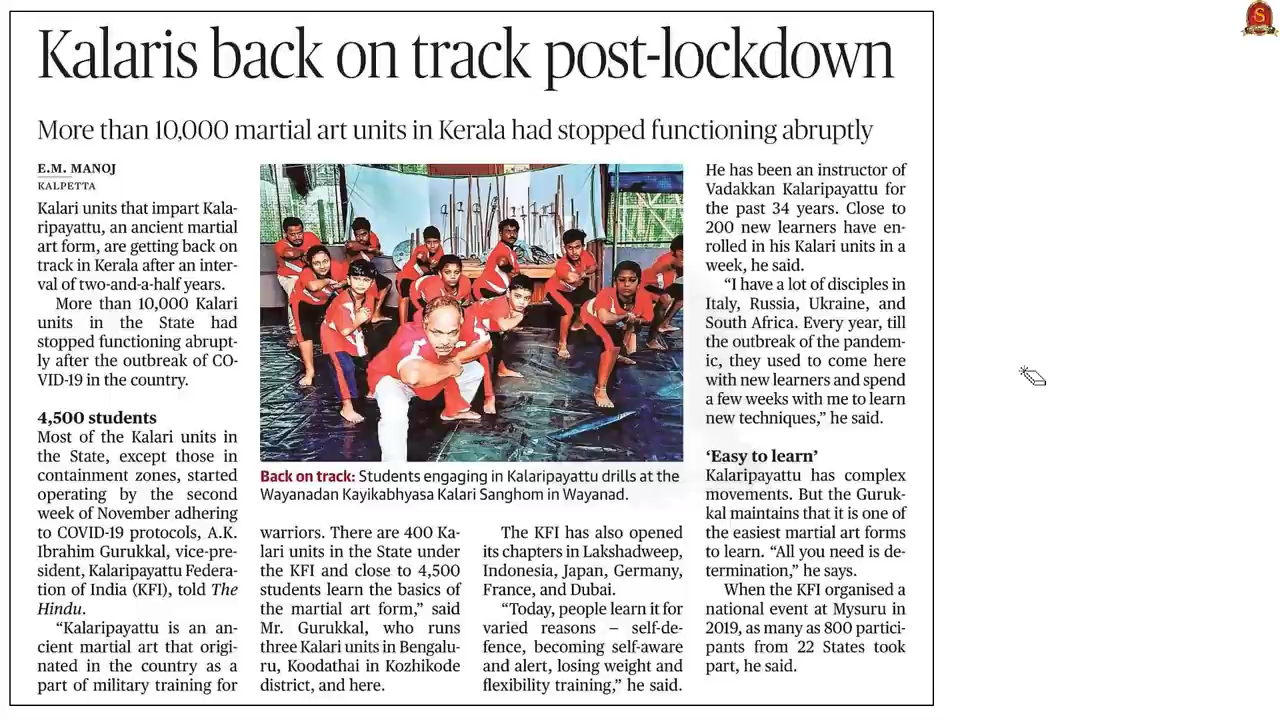 Kalaris back on track post-lockdown
More than 10,000 martial art units in Kerala had stopped functioning abruptly
E.M. MANOJ
KALPETTA
Kalari units that impart Kala-
ripayattu, an ancient martial
art form, are getting back on
track in Kerala after an inter-
val of two-and-a-half years.
More than 10,000 Kalari
units in the State had
stopped functioning abrupt-
ly after the outbreak of CO-
VID-19 in the country.
4,500 students
Most of the Kalari units in
the State, except those in
containment zones, started
operating by the second
week of November adhering
to COVID-19 protocols, A.K.
Ibrahim Gurukkal, vice-pre-
sident, Kalaripayattu Federa-
tion of India (KFI), told The
Hindu.
“Kalaripayattu is an an-
cient martial art that origi-
nated in the country as a
part of military training for
Back on track: Students engaging in Kalaripayattu drills at the
Wayanadan Kayikabhyasa Kalari Sanghom in Wayanad.
warriors. There are 400 Ka-
lari units in the State under
the KFI and close to 4,500
students learn the basics of
the martial art form,” said
Mr. Gurukkal, who runs
three Kalari units in Bengalu-
ru, Koodathai in Kozhikode
district, and here.
The KFI has also opened
its chapters in Lakshadweep,
Indonesia, Japan, Germany,
France, and Dubai.
“Today, people learn it for
varied reasons – self-de-
fence, becoming self-aware
and alert, losing weight and
flexibility training,” he said.
He has been an instructor of
Vadakkan Kalaripayattu for
the past 34 years. Close to
200 new learners have en-
rolled in his Kalari units in a
week, he said.
“I have a lot of disciples in
Italy, Russia, Ukraine, and
South Africa. Every year, till
the outbreak of the pandem-
ic, they used to come here
with new learners and spend
a few weeks with me to learn
new techniques,” he said.
‘Easy to learn’
Kalaripayattu has complex
movements. But the Guruk-
kal maintains that it is one of
the easiest martial art forms
to learn. “All you need is de-
termination,” he says.
When the KFI organised a
national event at Mysuru in
2019, as many as 800 partici-
pants from 22 States took
part, he said.
S